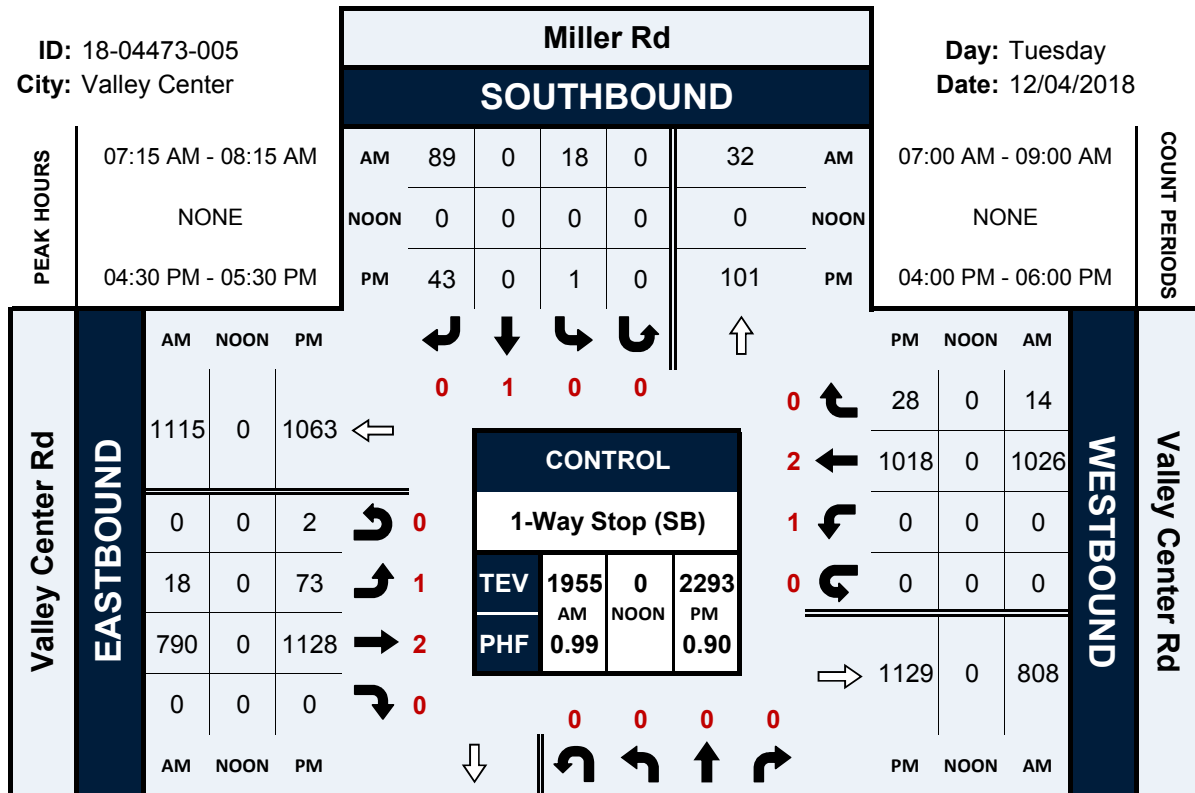 Miller Rd
ID: 18-04473-005
Day: Tuesday
City: Valley Center
Date: 12/04/2018
SOUTHBOUND
PEAK HOURS
07:15 AM - 08:15 AM
NONE
04:30 PM - 05:30 PM
AM 89 0 18 0 32 AM
NOON 0 0 0 0 0 NOON
PM 43 0 1 0 101 PM
07:00 AM - 09:00 AM
NONE
04:00 PM - 06:00 PM
COUNT PERIODS
0 1 0 0
Valley Center Rd
EASTBOUND
AM NOON PM
1115 0 1063
0 0 2 0
18 0 73 1
790 0 1128 2
0 0 0 0
AM NOON PM
CONTROL
1-Way Stop (SB)
TEV 1955 0 2293
AM NOON PM
PHF 0.99 0.90
PM NOON AM
0 28 0 14
2 1018 0 1026
1 0 0 0
0 0 0 0
1129 0 808
PM NOON AM
WESTBOUND
Valley Center Rd
0 0 0 0